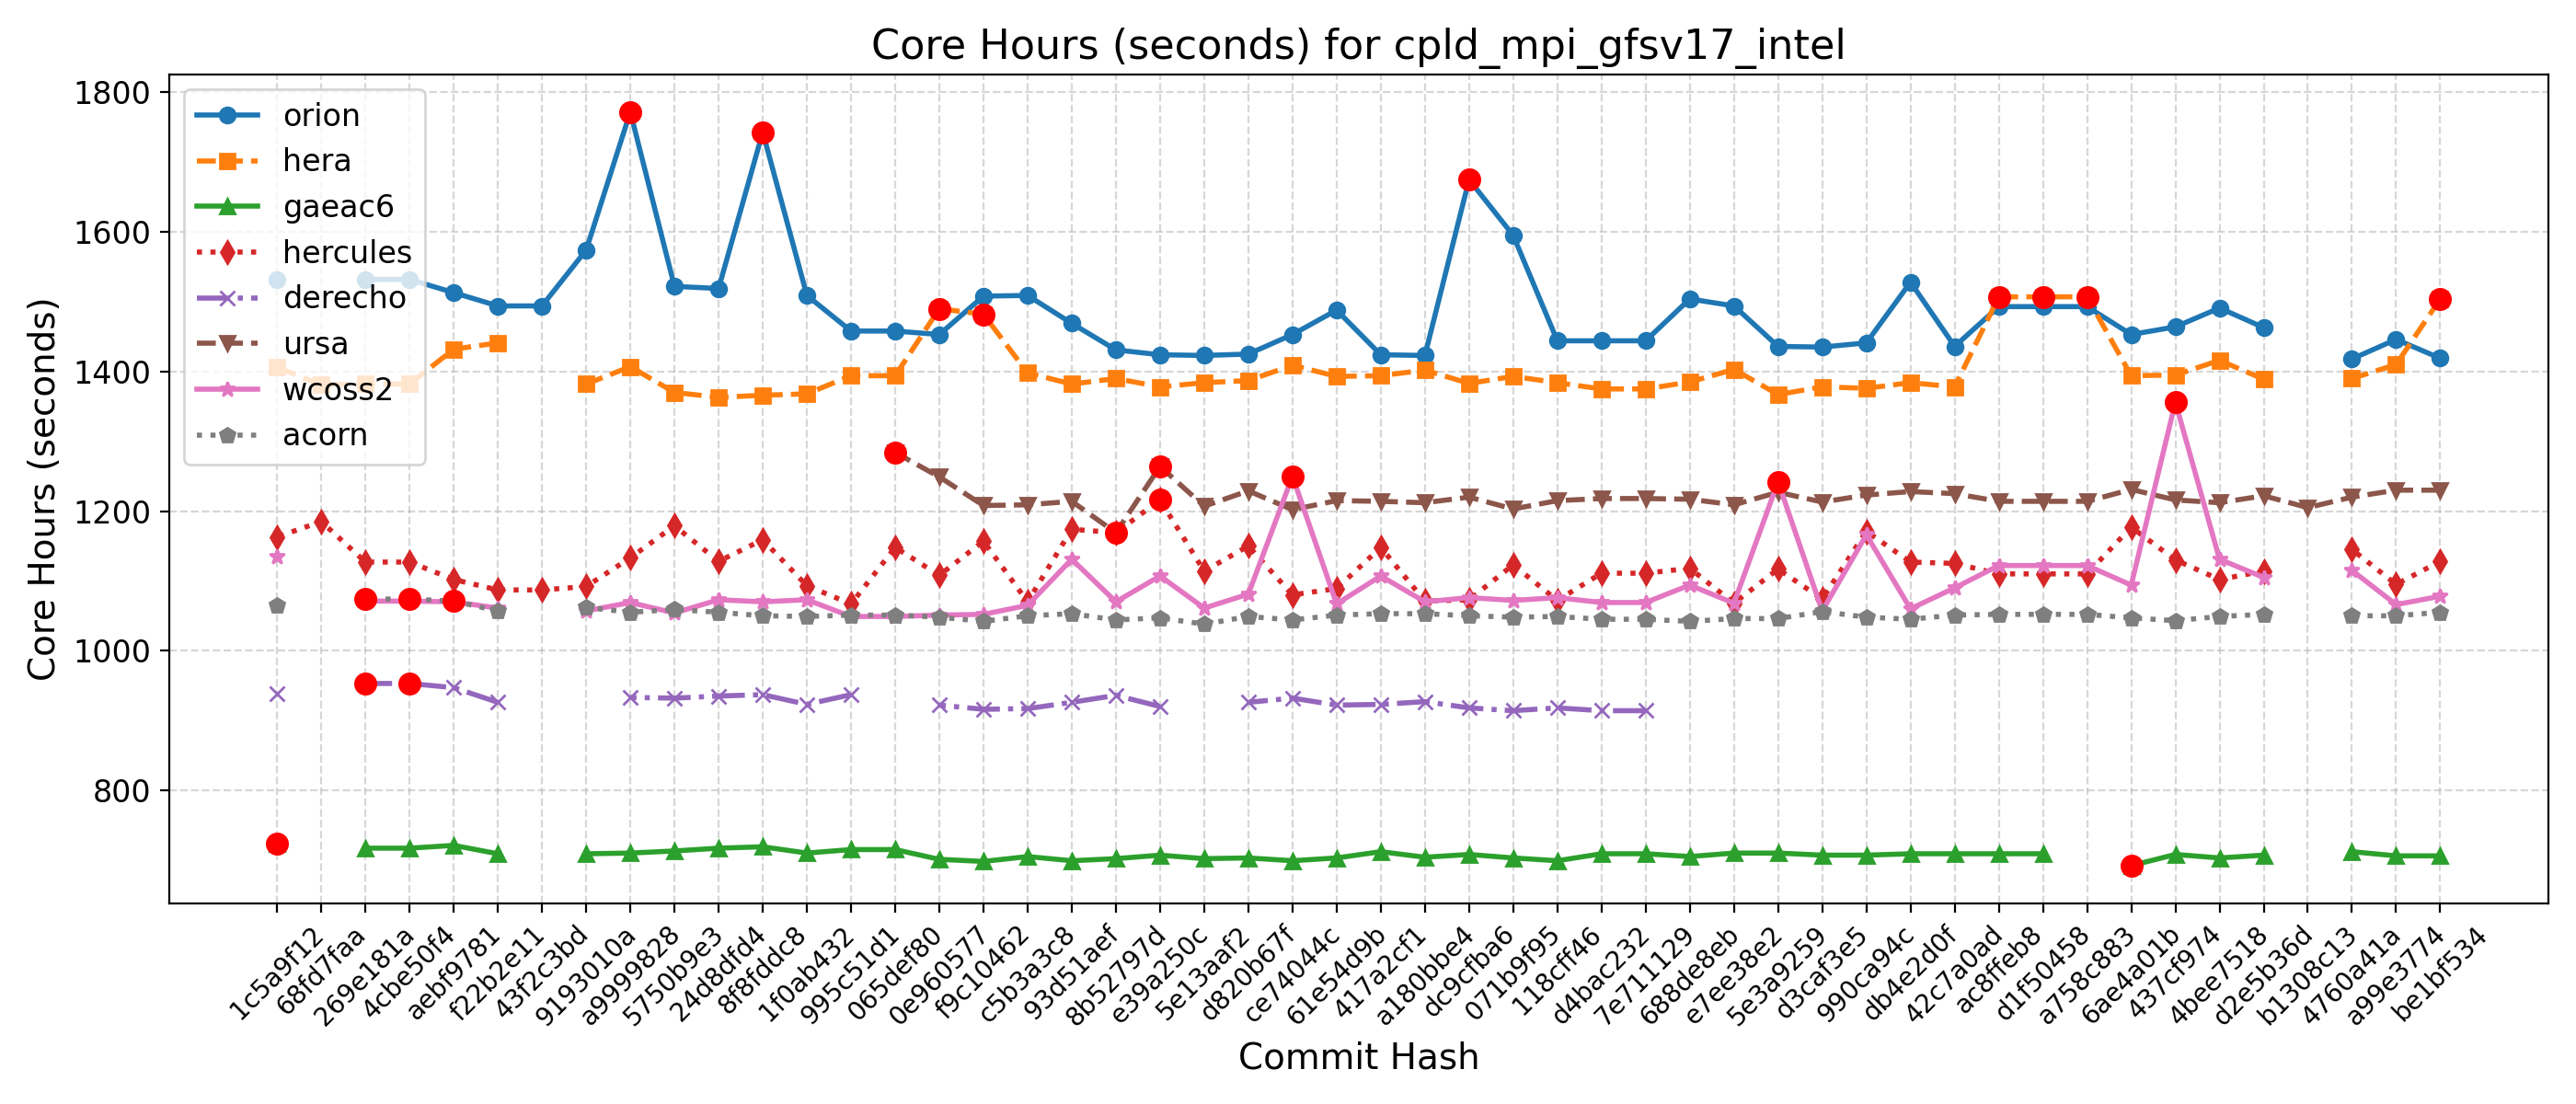 Core Hours (seconds) for cpld_mpi_gfsv17_intel
Core Hours (seconds)
1800
1600
1400
1200
1000
800
orion
hera
gaeac6
hercules
derecho
ursa
wcoss2
acorn
1c5a9f12
68fd7faa
269e181a
4cbe50f4
aebf9781
f22b2e11
43f2c3bd
9193010a
a9999828
5750b9e3
24d8dfd4
8f8fddc8
1f0ab432
995c51d1
065def80
0e960577
f9c10462
c5b3a3c8
93d51aef
8b52797d
e39a250c
5e13aaf2
d820b67f
ce74044c
61e54d9b
417a2cf1
a180bbe4
dc9cfba6
071b9f95
118cff46
d4bac232
7e711129
688de8eb
e7ee38e2
5e3a9259
d3caf3e5
990ca94c
db4e2d0f
42c7a0ad
ac8ffeb8
d1f50458
a758c883
6ae4a01b
437cf974
4bee7518
d2e5b36d
b1308c13
4760a41a
a99e3774
be1bf534
Commit Hash